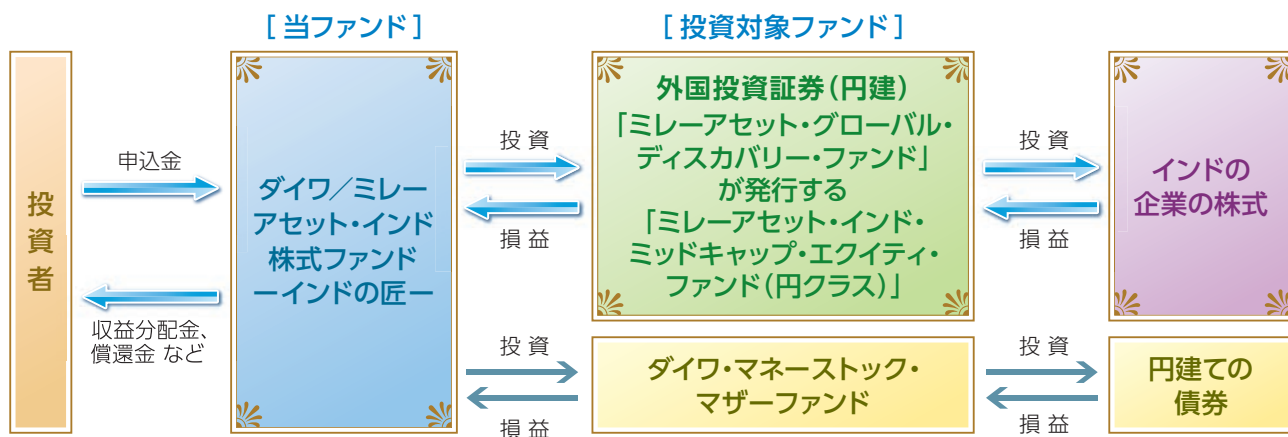 [当ファンド]
[投資対象ファンド]
投資者
申込金
収益分配金、
償還金 など
ダイワ／ミレー
アセット・インド
株式ファンド
ーインドの匠ー
投 資
損 益
外国投資証券（円建）
「ミレーアセット・グローバル・
ディスカバリー・ファンド」
が発行する
「ミレーアセット・インド・
ミッドキャップ・エクイティ・
ファンド（円クラス）」
投 資
損 益
インドの
企業の株式
投 資
損 益
ダイワ・マネーストック・
マザーファンド
投 資
損 益
円建ての
債券